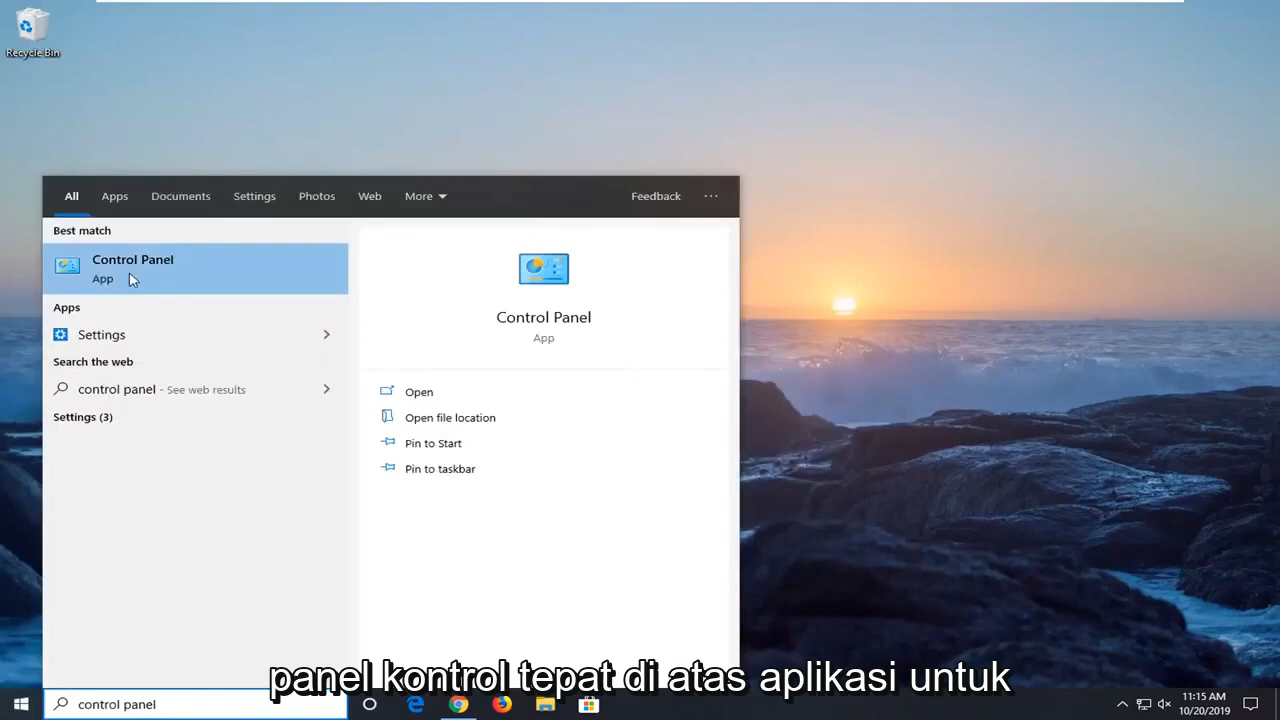 Recycle Bin
All Apps Documents Settings Photos Web More Feedback ···
Best match
Control Panel
App
Apps
Settings
Search the web
control panel - See web results
Settings (3)
Control Panel
App
Open
Open file location
Pin to Start
Pin to taskbar
panel kontrol tepat di atas aplikasi untuk
control panel
11:15 AM
10/20/2019